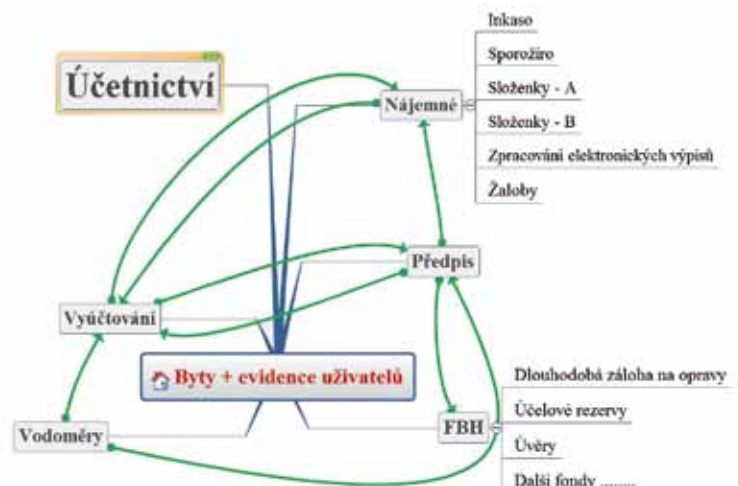 Účetnictví
Nájemné
Inkaso
Sporožiro
Složenky - A
Složenky - B
Zpracování elektronických výpisů
Žaloby
Předpis
Vyúčtování
Byty + evidence uživatelů
Vodoměry
FBH
Dlouhodobá záloha na opravy
Účelové rezervy
Úvěry
Další fondy ........